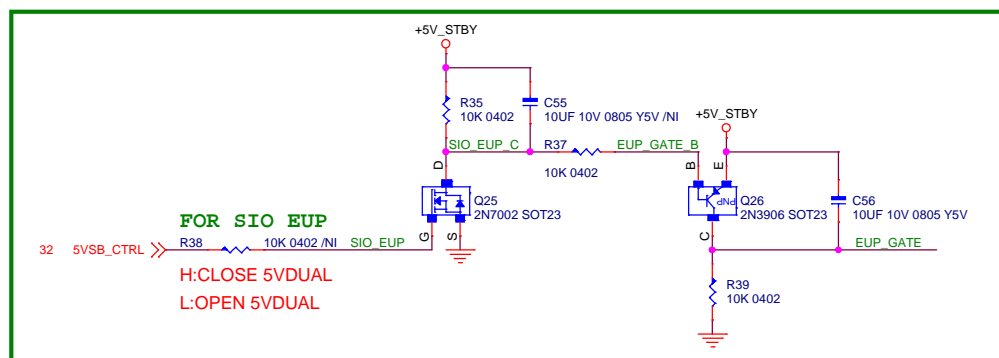 +5V_STBY
R35
10K 0402
C55
10UF 10V 0805 Y5V /NI
+5V_STBY
SIO_EUP_C
R37
10K 0402
EUP_GATE_B
D
B
E
Q25
2N7002 SOT23
PNP
Q26
2N3906 SOT23
C56
10UF 10V 0805 Y5V
FOR SIO EUP
G
S
C
32
5VSB_CTRL
R38
10K 0402 /NI
SIO_EUP
EUP_GATE
H:CLOSE 5VDUAL
L:OPEN 5VDUAL
R39
10K 0402